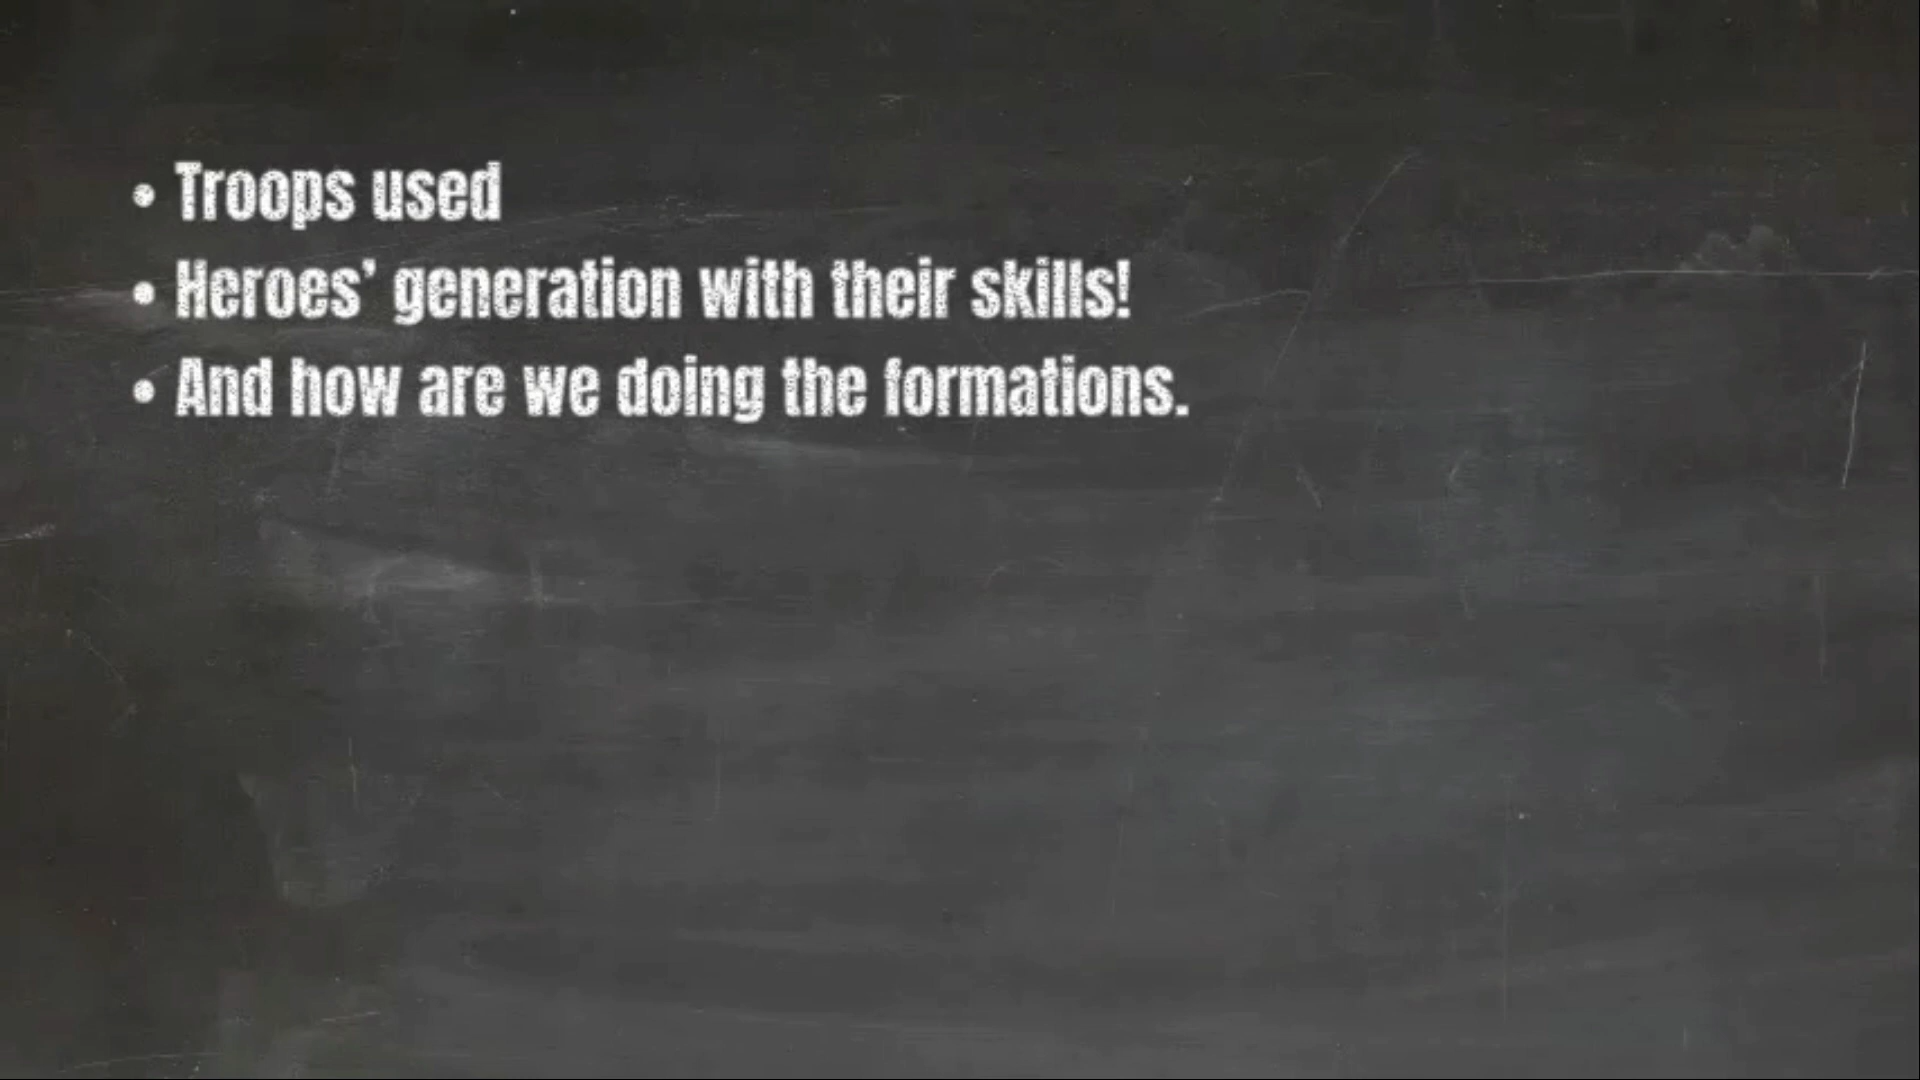 • Troops used
• Heroes’ generation with their skills!
• And how are we doing the formations.